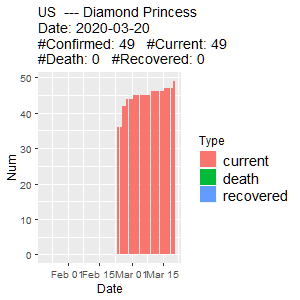 US --- Diamond Princess
Date: 2020-03-20
#Confirmed: 49 #Current: 49
#Death: 0 #Recovered: 0
50
40
30
20
10
0
Num
Feb 01 Feb 15 Mar 01 Mar 15
Date
Type
current
death
recovered